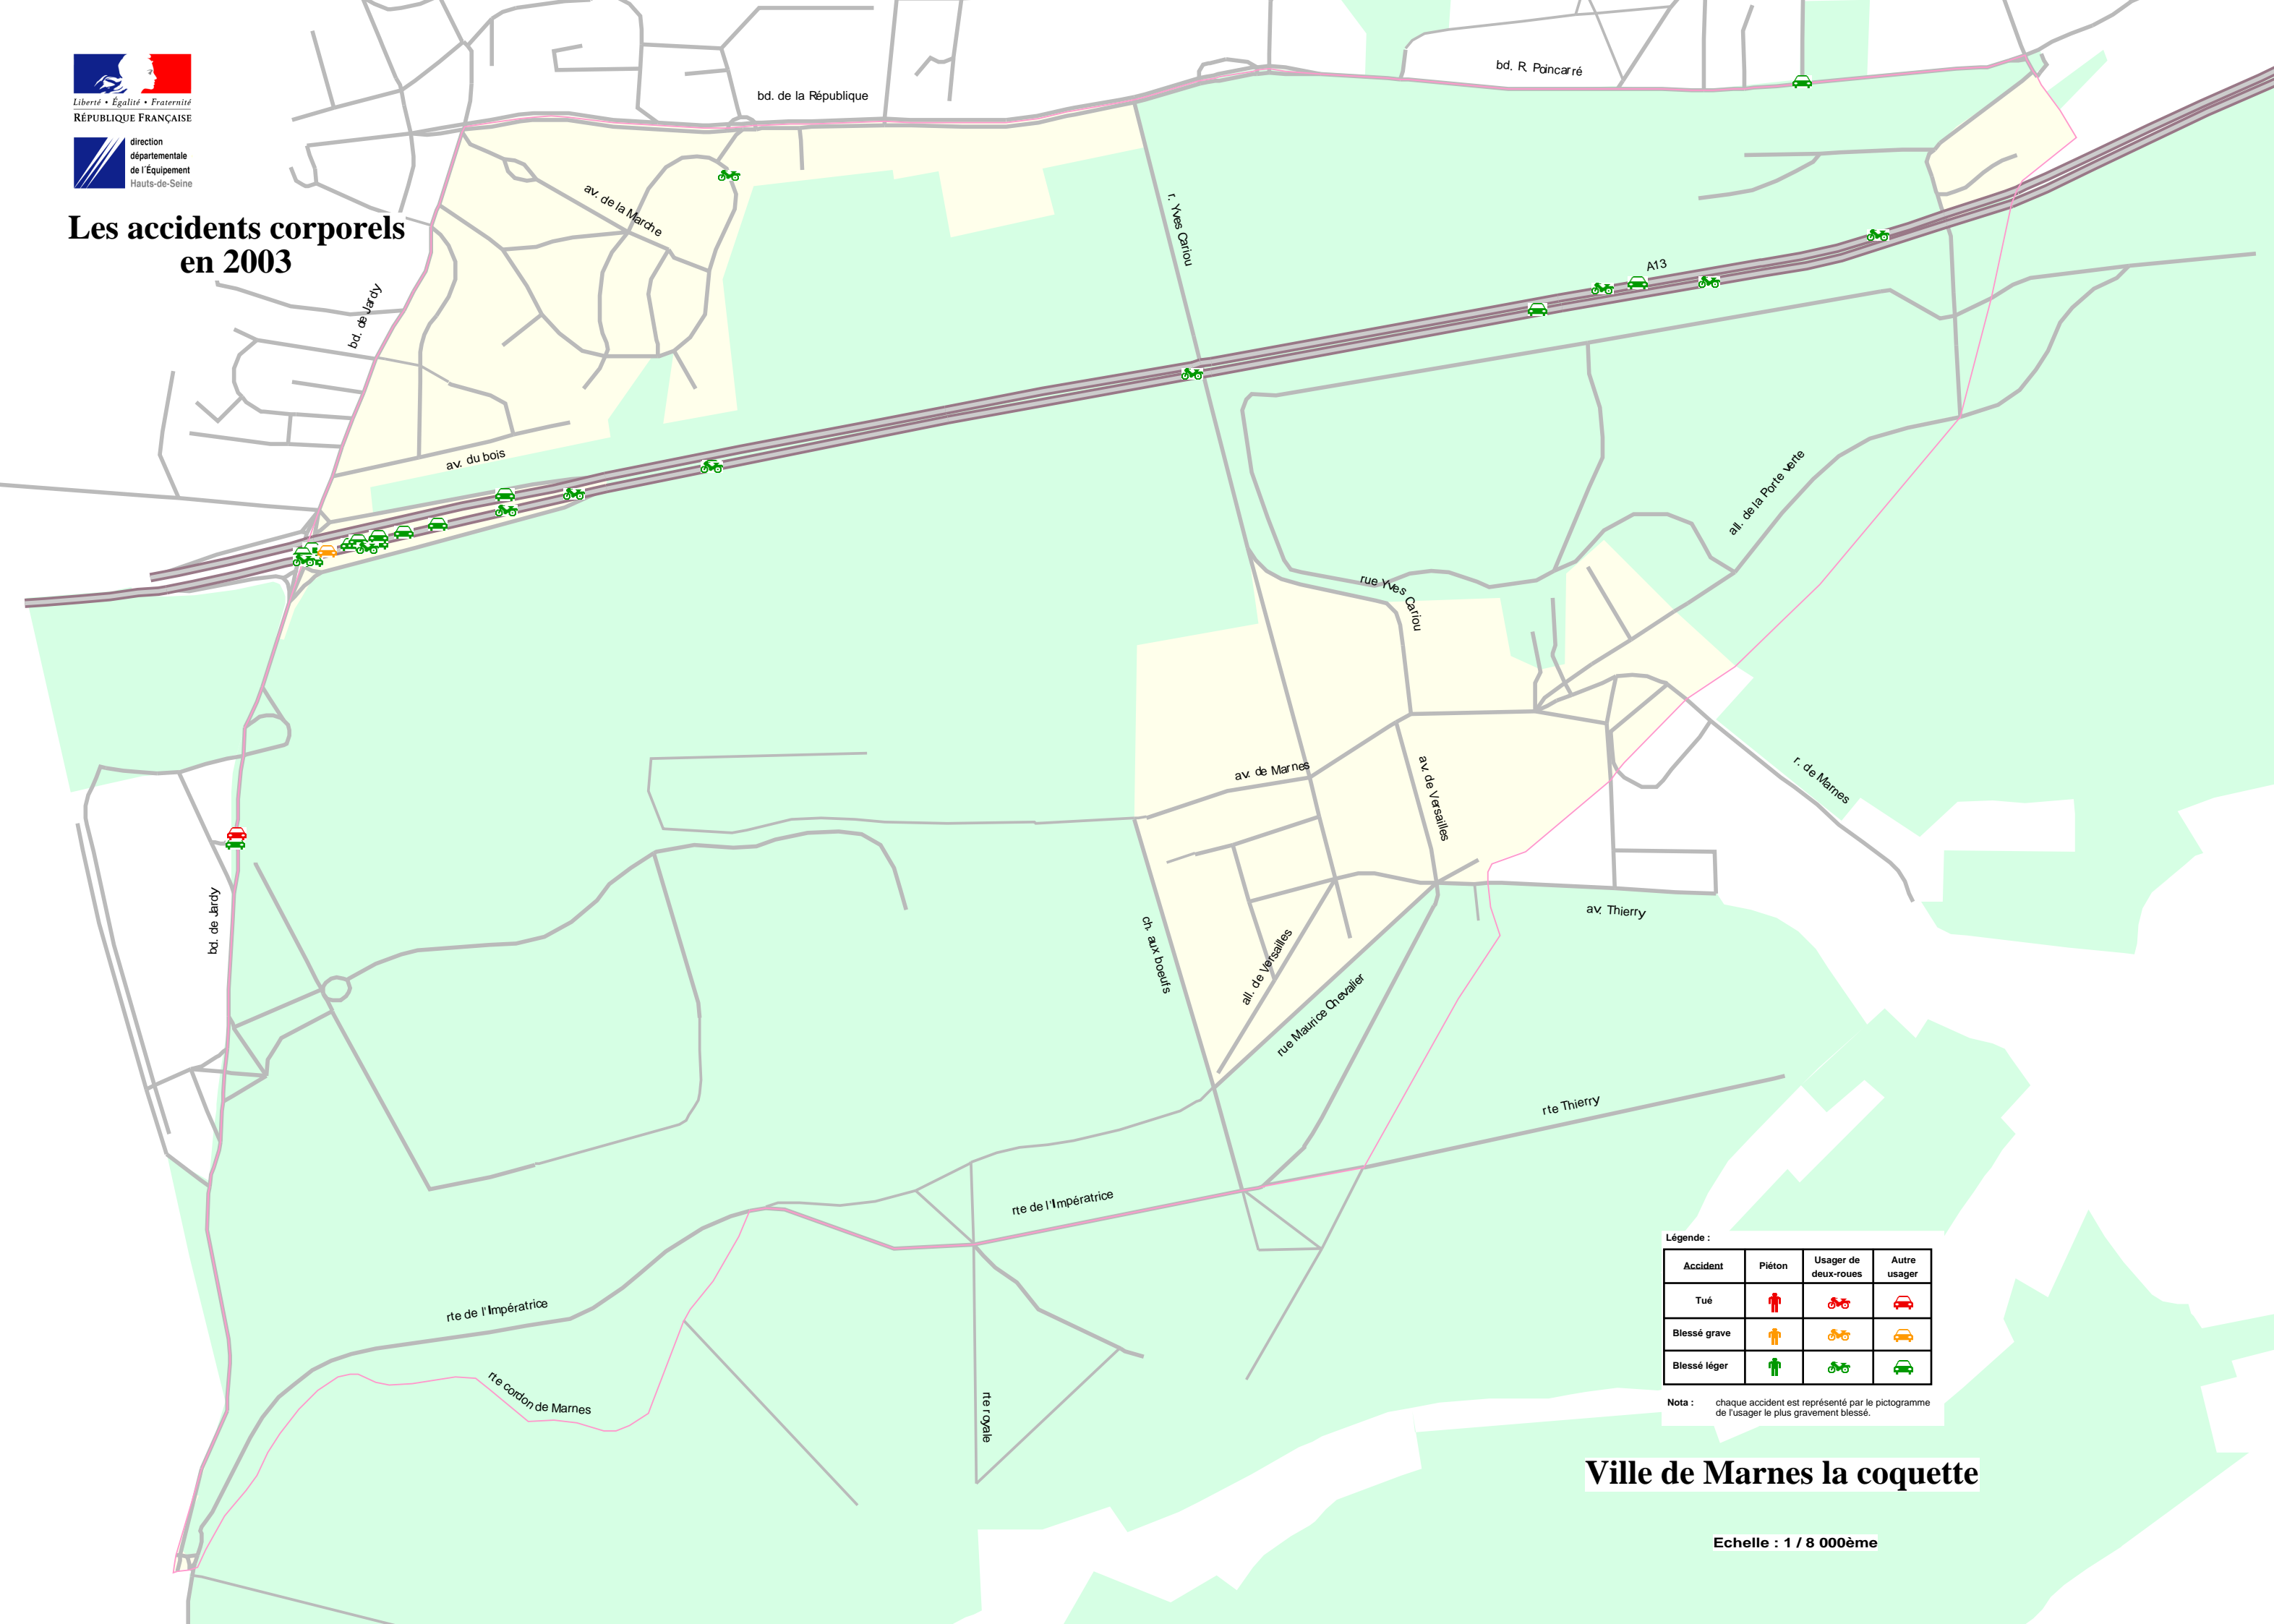 Liberté • Égalité • Fraternité
RÉPUBLIQUE FRANÇAISE
direction
départementale
de l'Équipement
Hauts-de-Seine
Les accidents corporels
en 2003
bd. de la République
bd. R. Poincarré
av. de la Marche
r. Yves Cariou
A13
bd. de Jardy
av. du bois
all. de la Porte verte
rue Yves Cariou
av. de Marnes
av. de Versailles
r. de Marnes
bd. de Jardy
ch. aux boeufs
all. de Versailles
rue Maurice Chevalier
av. Thierry
rte Thierry
rte de l'Impératrice
rte de l'Impératrice
rte cordon de Marnes
rte royale
Légende :
Accident Piéton Usager de deux-roues Autre usager
Tué
Blessé grave
Blessé léger
Nota : chaque accident est représenté par le pictogramme
de l'usager le plus gravement blessé.
Ville de Marnes la coquette
Echelle : 1 / 8 000ème